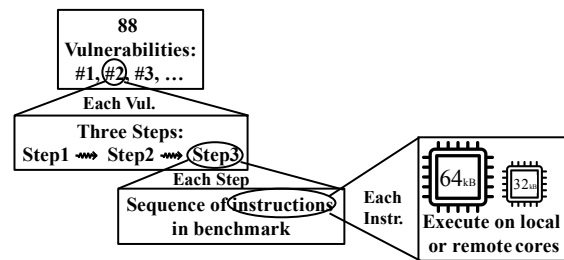 88
Vulnerabilities:
#1, #2, #3, ...
Each Vul.
Three Steps:
Step1 ⇝ Step2 ⇝ Step3
Each Step
Sequence of instructions
in benchmark
Each
Instr.
64kB
32kB
Execute on local
or remote cores